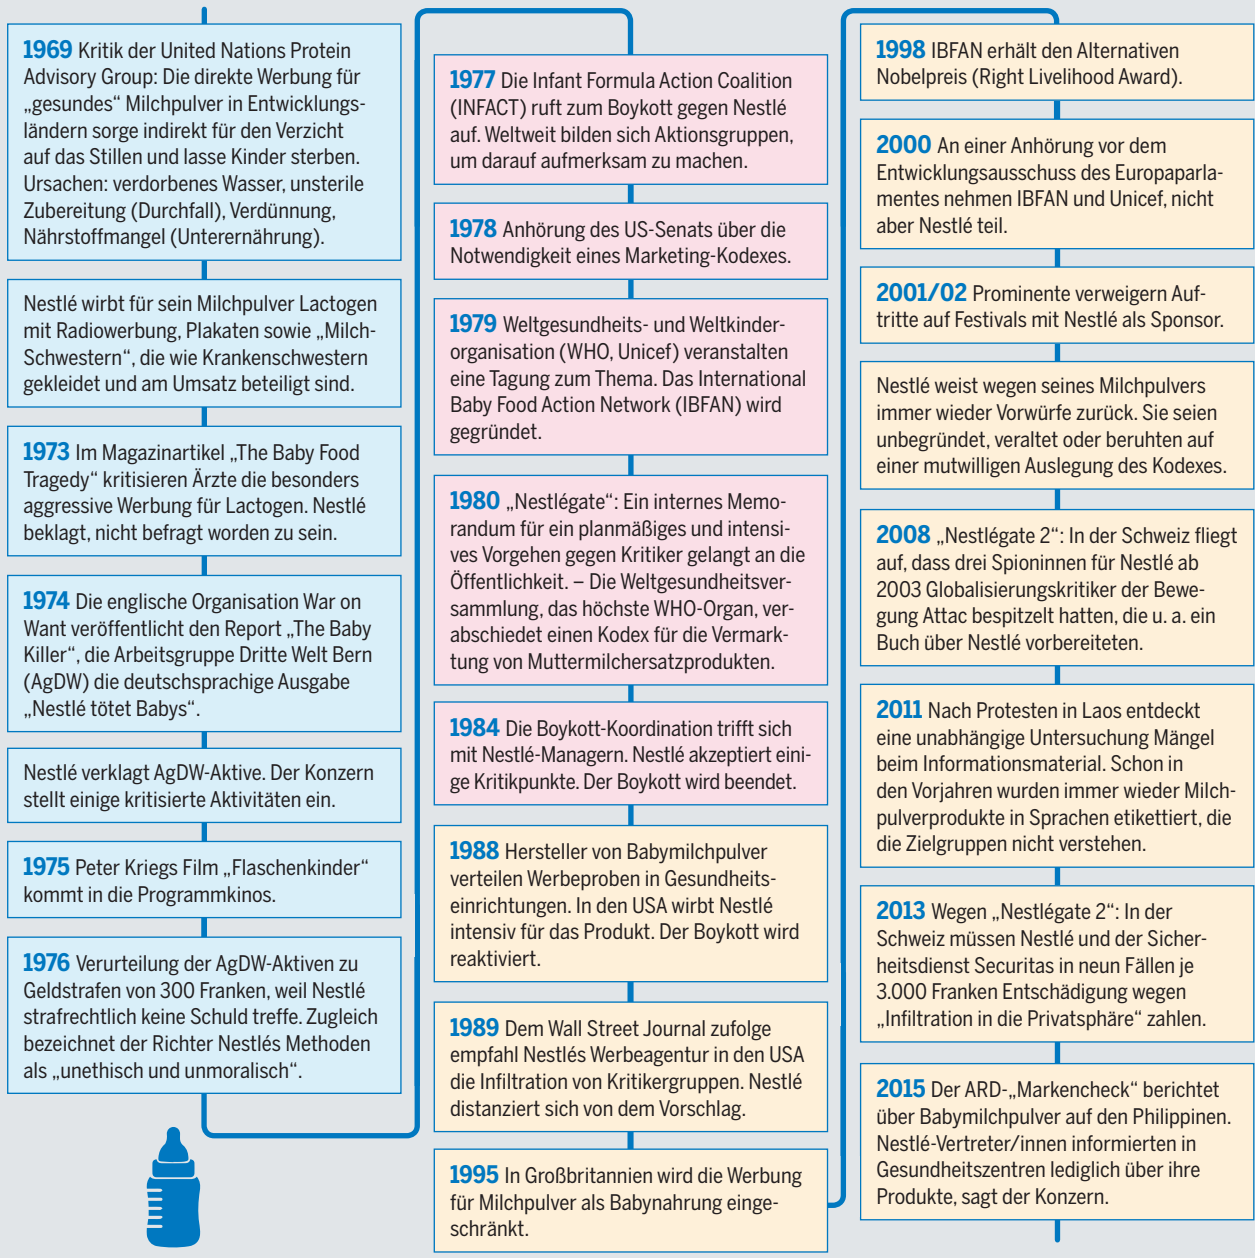 1969 Kritik der United Nations Protein
Advisory Group: Die direkte Werbung für
„gesundes“ Milchpulver in Entwicklungs-
ländern sorge indirekt für den Verzicht
auf das Stillen und lasse Kinder sterben.
Ursachen: verdorbenes Wasser, unsterile
Zubereitung (Durchfall), Verdünnung,
Nährstoffmangel (Unterernährung).
Nestlé wirbt für sein Milchpulver Lactogen
mit Radiowerbung, Plakaten sowie „Milch-
Schwestern“, die wie Krankenschwestern
gekleidet und am Umsatz beteiligt sind.
1973 Im Magazinartikel „The Baby Food
Tragedy“ kritisieren Ärzte die besonders
aggressive Werbung für Lactogen. Nestlé
beklagt, nicht befragt worden zu sein.
1974 Die englische Organisation War on
Want veröffentlicht den Report „The Baby
Killer“, die Arbeitsgruppe Dritte Welt Bern
(AgDW) die deutschsprachige Ausgabe
„Nestlé tötet Babys“.
Nestlé verklagt AgDW-Aktive. Der Konzern
stellt einige kritisierte Aktivitäten ein.
1975 Peter Kriegs Film „Flaschenkinder“
kommt in die Programmkinos.
1976 Verurteilung der AgDW-Aktiven zu
Geldstrafen von 300 Franken, weil Nestlé
strafrechtlich keine Schuld treffe. Zugleich
bezeichnet der Richter Nestlés Methoden
als „unethisch und unmoralisch“.
1977 Die Infant Formula Action Coalition
(INFACT) ruft zum Boykott gegen Nestlé
auf. Weltweit bilden sich Aktionsgruppen,
um darauf aufmerksam zu machen.
1978 Anhörung des US-Senats über die
Notwendigkeit eines Marketing-Kodexes.
1979 Weltgesundheits- und Weltkinder-
organisation (WHO, Unicef) veranstalten
eine Tagung zum Thema. Das International
Baby Food Action Network (IBFAN) wird
gegründet.
1980 „Nestlégate“: Ein internes Memo-
randum für ein planmäßiges und intensi-
ves Vorgehen gegen Kritiker gelangt an die
Öffentlichkeit. – Die Weltgesundheitsver-
sammlung, das höchste WHO-Organ, ver-
abschiedet einen Kodex für die Vermark-
tung von Muttermilchersatzprodukten.
1984 Die Boykott-Koordination trifft sich
mit Nestlé-Managern. Nestlé akzeptiert eini-
ge Kritikpunkte. Der Boykott wird beendet.
1988 Hersteller von Babymilchpulver
verteilen Werbeproben in Gesundheits-
einrichtungen. In den USA wirbt Nestlé
intensiv für das Produkt. Der Boykott wird
reaktiviert.
1989 Dem Wall Street Journal zufolge
empfahl Nestlés Werbeagentur in den USA
die Infiltration von Kritikergruppen. Nestlé
distanziert sich von dem Vorschlag.
1995 In Großbritannien wird die Werbung
für Milchpulver als Babynahrung einge-
schränkt.
1998 IBFAN erhält den Alternativen
Nobelpreis (Right Livelihood Award).
2000 An einer Anhörung vor dem
Entwicklungsausschuss des Europaparla-
mentes nehmen IBFAN und Unicef, nicht
aber Nestlé teil.
2001/02 Prominente verweigern Auf-
tritte auf Festivals mit Nestlé als Sponsor.
Nestlé weist wegen seines Milchpulvers
immer wieder Vorwürfe zurück. Sie seien
unbegründet, veraltet oder beruhten auf
einer mutwilligen Auslegung des Kodexes.
2008 „Nestlégate 2“: In der Schweiz fliegt
auf, dass drei Spioninnen für Nestlé ab
2003 Globalisierungskritiker der Bewe-
gung Attac bespitzelt hatten, die u. a. ein
Buch über Nestlé vorbereiteten.
2011 Nach Protesten in Laos entdeckt
eine unabhängige Untersuchung Mängel
beim Informationsmaterial. Schon in
den Vorjahren wurden immer wieder Milch-
pulverprodukte in Sprachen etikettiert, die
die Zielgruppen nicht verstehen.
2013 Wegen „Nestlégate 2“: In der
Schweiz müssen Nestlé und der Sicher-
heitsdienst Securitas in neun Fällen je
3.000 Franken Entschädigung wegen
„Infiltration in die Privatsphäre“ zahlen.
2015 Der ARD-„Markencheck“ berichtet
über Babymilchpulver auf den Philippinen.
Nestlé-Vertreter/innen informierten in
Gesundheitszentren lediglich über ihre
Produkte, sagt der Konzern.